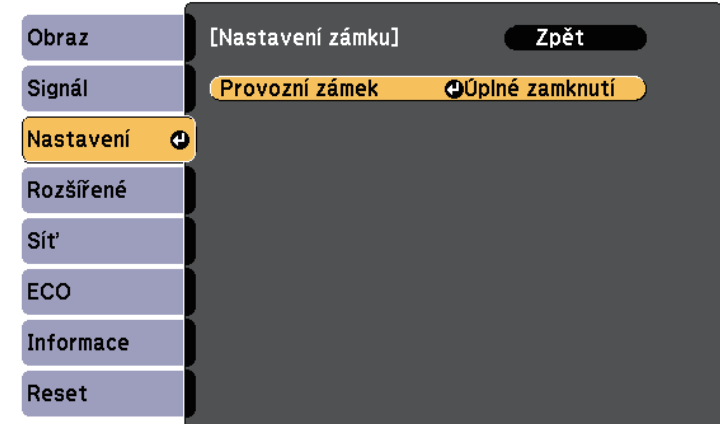 Obraz
Signál
Nastavení
Rozšířené
Síť
ECO
Informace
Reset
[Nastavení zámku] Zpět
Provozní zámek Úplné zamknutí